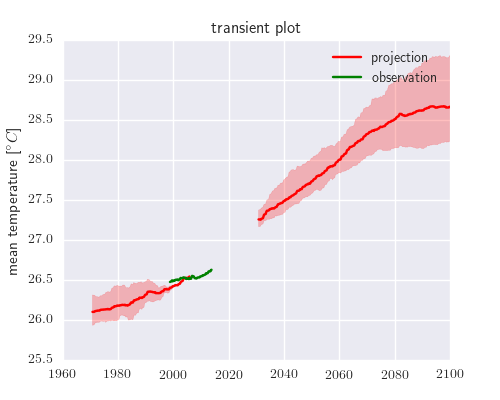 transient plot
29.5
29.0
28.5
28.0
27.5
27.0
26.5
26.0
25.5
mean temperature [°C]
projection
observation
1960 1980 2000 2020 2040 2060 2080 2100